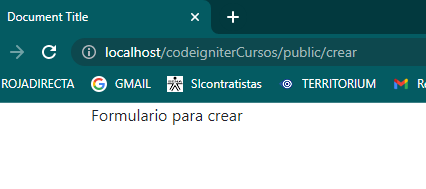 Document Title
localhost/codeigniterCursos/public/crear
ROJADIRECTA GMAIL SIcontratistas TERRITORIUM
Formulario para crear